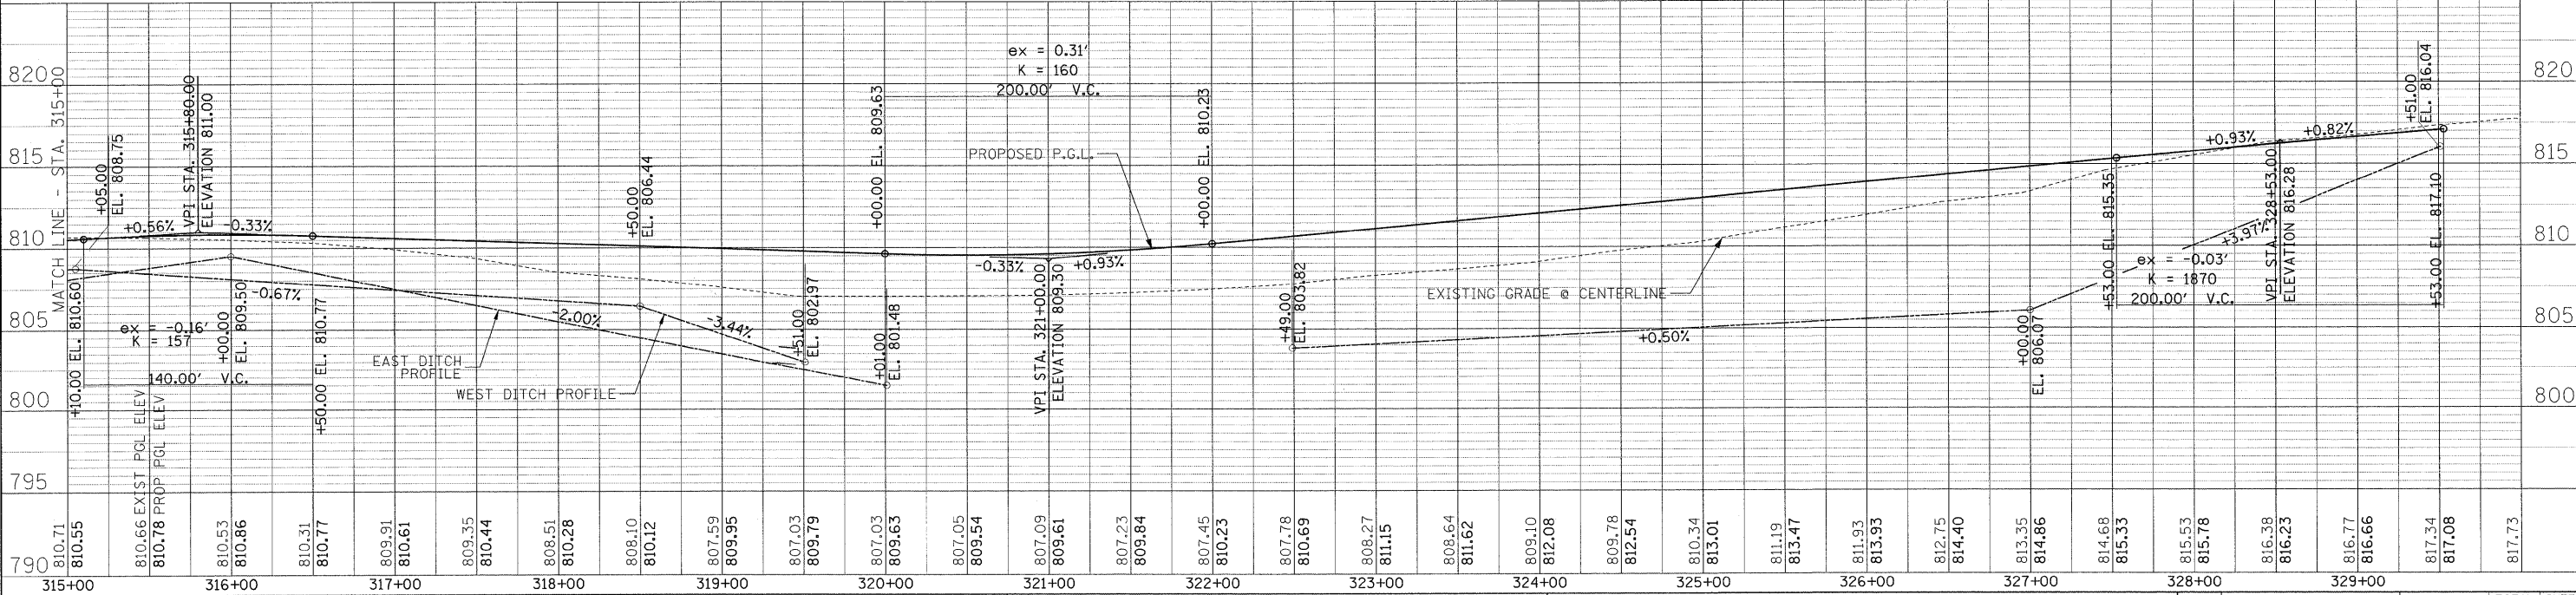 820
815
810
805
800
795
790
820
815
810
805
800
MATCH LINE - STA. 315+00
+05.00
EL. 808.75
+0.56%
VPI STA. 315+80.00
ELEVATION 811.00
-0.33%
+10.00 EL. 810.60
ex = -0.16'
K = 157
140.00' V.C.
+00.00
EL. 809.50
-0.67%
+50.00 EL. 810.77
EAST DITCH
PROFILE
WEST DITCH PROFILE
-2.00%
+50.00
EL. 806.44
-3.44%
+51.00
EL. 802.97
+00.00 EL. 809.63
+01.00
EL. 801.48
ex = 0.31'
K = 160
200.00' V.C.
PROPOSED P.G.L.
-0.33%
+0.93%
VPI STA. 321+00.00
ELEVATION 809.30
+00.00 EL. 810.23
+49.00
EL. 803.82
EXISTING GRADE @ CENTERLINE
+0.50%
+00.00
EL. 806.07
+53.00 EL. 815.35
+0.93%
+0.82%
+3.97%
ex = -0.03'
K = 1870
200.00' V.C.
VPI STA. 328+53.00
ELEVATION 816.28
+51.00
EL. 816.04
+53.00 EL. 817.10
810.71
810.55
810.66 EXIST PGL ELEV
810.78 PROP PGL ELEV
810.53
810.86
810.31
810.77
809.91
810.61
809.35
810.44
808.51
810.28
808.10
810.12
807.59
809.95
807.03
809.79
807.03
809.63
807.05
809.54
807.09
809.61
807.23
809.84
807.45
810.23
807.78
810.69
808.27
811.15
808.64
811.62
809.10
812.08
809.78
812.54
810.34
813.01
811.19
813.47
811.93
813.93
812.75
814.40
813.35
814.86
814.68
815.33
815.53
815.78
816.38
816.23
816.77
816.66
817.34
817.08
817.73
315+00 316+00 317+00 318+00 319+00 320+00 321+00 322+00 323+00 324+00 325+00 326+00 327+00 328+00 329+00